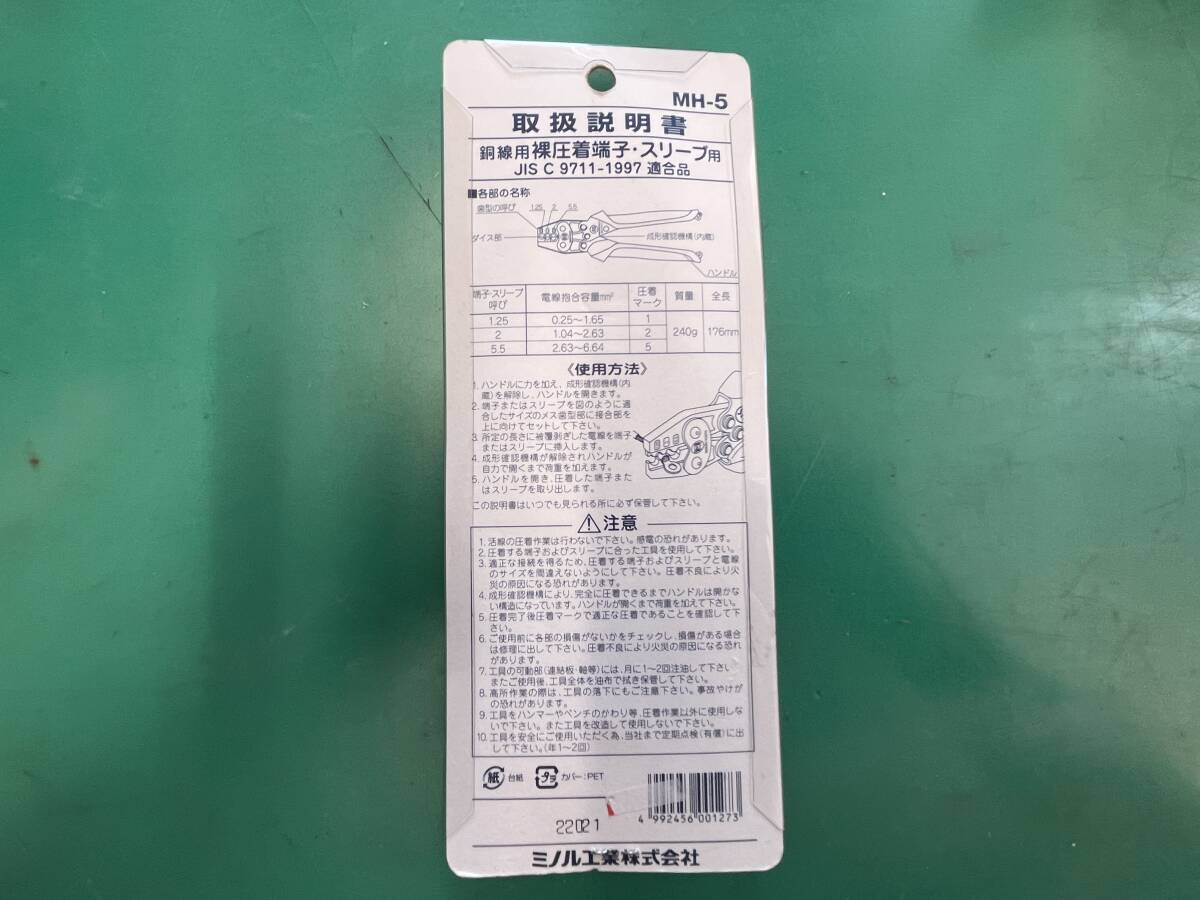 MH-5
取扱説明書
銅線用裸圧着端子・スリーブ用
JIS C 9711-1997 適合品
■各部の名称
歯型の呼び 1.25 2 5.5
ダイス部
成形確認機構(内蔵)
ハンドル
端子・スリーブ呼び 電線抱合容量mm² 圧着マーク 質量 全長
1.25 0.25〜1.65 1
2 1.04〜2.63 2 240g 176mm
5.5 2.63〜6.64 5
《使用方法》
1. ハンドルに力を加え、成形確認機構(内
蔵)を解除し、ハンドルを開きます。
2. 端子またはスリーブを図のように適
合したサイズのメス歯型部に接合部を
上に向けてセットして下さい。
3. 所定の長さに被覆剥ぎした電線を端子
またはスリーブに挿入します。
4. 成形確認機構が解除されハンドルが
自力で開くまで荷重を加えます。
5. ハンドルを開き、圧着した端子また
はスリーブを取り出します。
この説明書はいつでも見られる所に必ず保管して下さい。
注意
1. 活線の圧着作業は行わないで下さい。感電の恐れがあります。
2. 圧着する端子およびスリーブに合った工具を使用して下さい。
3. 適正な接続を得るため、圧着する端子およびスリーブと電線
のサイズを間違えないようにして下さい。圧着不良により火
災の原因になる恐れがあります。
4. 成形確認機構により、完全に圧着できるまでハンドルは開かな
い構造になっています。ハンドルが開くまで荷重を加えて下さい。
5. 圧着完了後圧着マークで適正な圧着であることを確認して下
さい。
6. ご使用前に各部の損傷がないかをチェックし、損傷がある場合
は修理に出して下さい。圧着不良により火災の原因になる恐れ
があります。
7. 工具の可動部(連結板・軸等)には、月に1〜2回注油して下さい
またご使用後、工具全体を油布で拭き保管して下さい。
8. 高所作業の際は、工具の落下にもご注意下さい。事故やけが
の恐れがあります。
9. 工具をハンマーやペンチのかわり等、圧着作業以外に使用しな
いで下さい。また工具を改造して使用しないで下さい。
10. 工具を安全にご使用いただく為、当社まで定期点検(有償)に出
して下さい。(年1〜2回)
紙 台紙 プラ カバー:PET
4 992456 001273
22021
ミノル工業株式会社